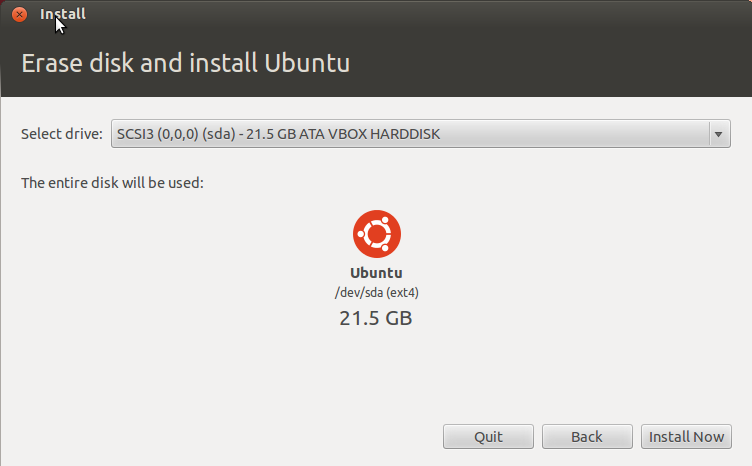 Install
Erase disk and install Ubuntu
Select drive: SCSI3 (0,0,0) (sda) - 21.5 GB ATA VBOX HARDDISK
The entire disk will be used:
Ubuntu
/dev/sda (ext4)
21.5 GB
Quit Back Install Now